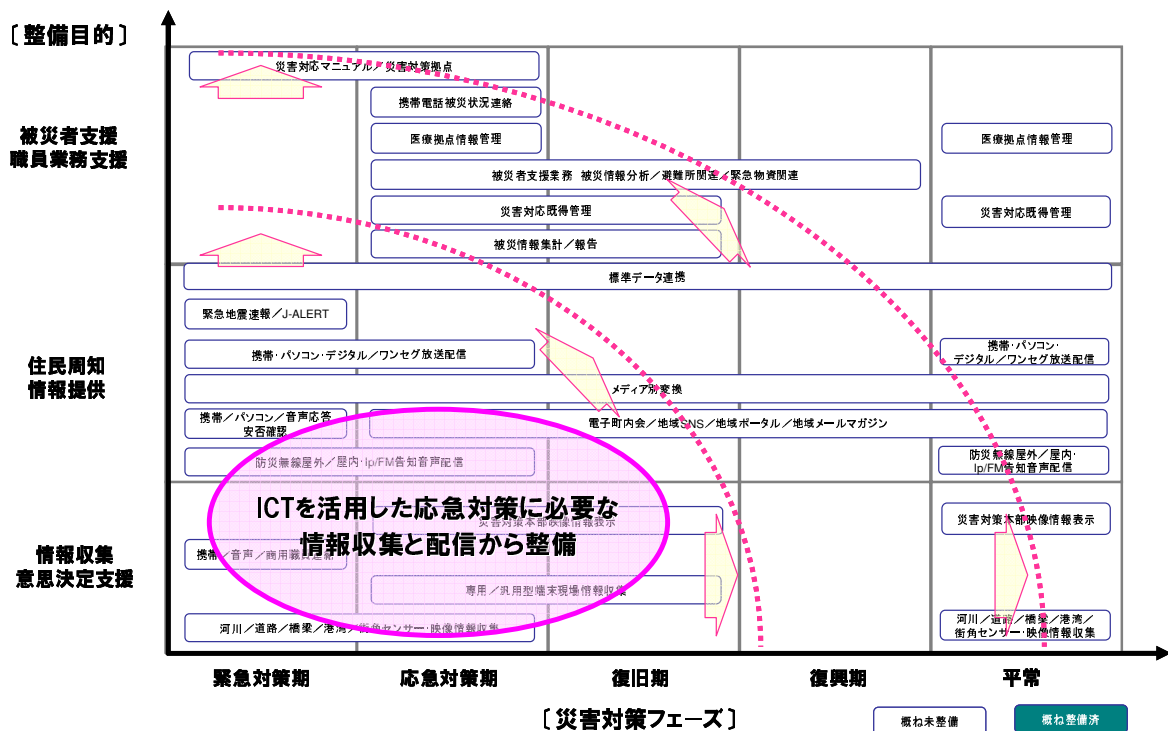 〔整備目的〕
災害対応マニュアル／災害対策拠点
携帯電話被災状況連絡
被災者支援
職員業務支援
医療拠点情報管理
医療拠点情報管理
被災者支援業務 被災情報分析／避難所関連／緊急物資関連
災害対応既得管理
災害対応既得管理
被災情報集計／報告
標準データ連携
緊急地震速報／J-ALERT
住民周知
情報提供
携帯・パソコン・デジタル／ワンセグ放送配信
携帯・パソコン・
デジタル／ワンセグ放送配信
メディア別変換
携帯／パソコン／音声応答
安否確認
電子町内会／地域SNS／地域ポータル／地域メールマガジン
防災無線屋外／屋内・Ip/FM告知音声配信
防災無線屋外／屋内・
Ip/FM告知音声配信
ICTを活用した応急対策に必要な
情報収集と配信から整備
災害対策本部映像情報表示
災害対策本部映像情報表示
情報収集
意思決定支援
携帯／音声／商用職員連絡
専用／汎用型端末現場情報収集
河川／道路／橋梁／港湾／街角センサー・映像情報収集
河川／道路／橋梁／港湾／
街角センサー・映像情報収集
緊急対策期
応急対策期
復旧期
復興期
平常
〔災害対策フェーズ〕
概ね未整備
概ね整備済